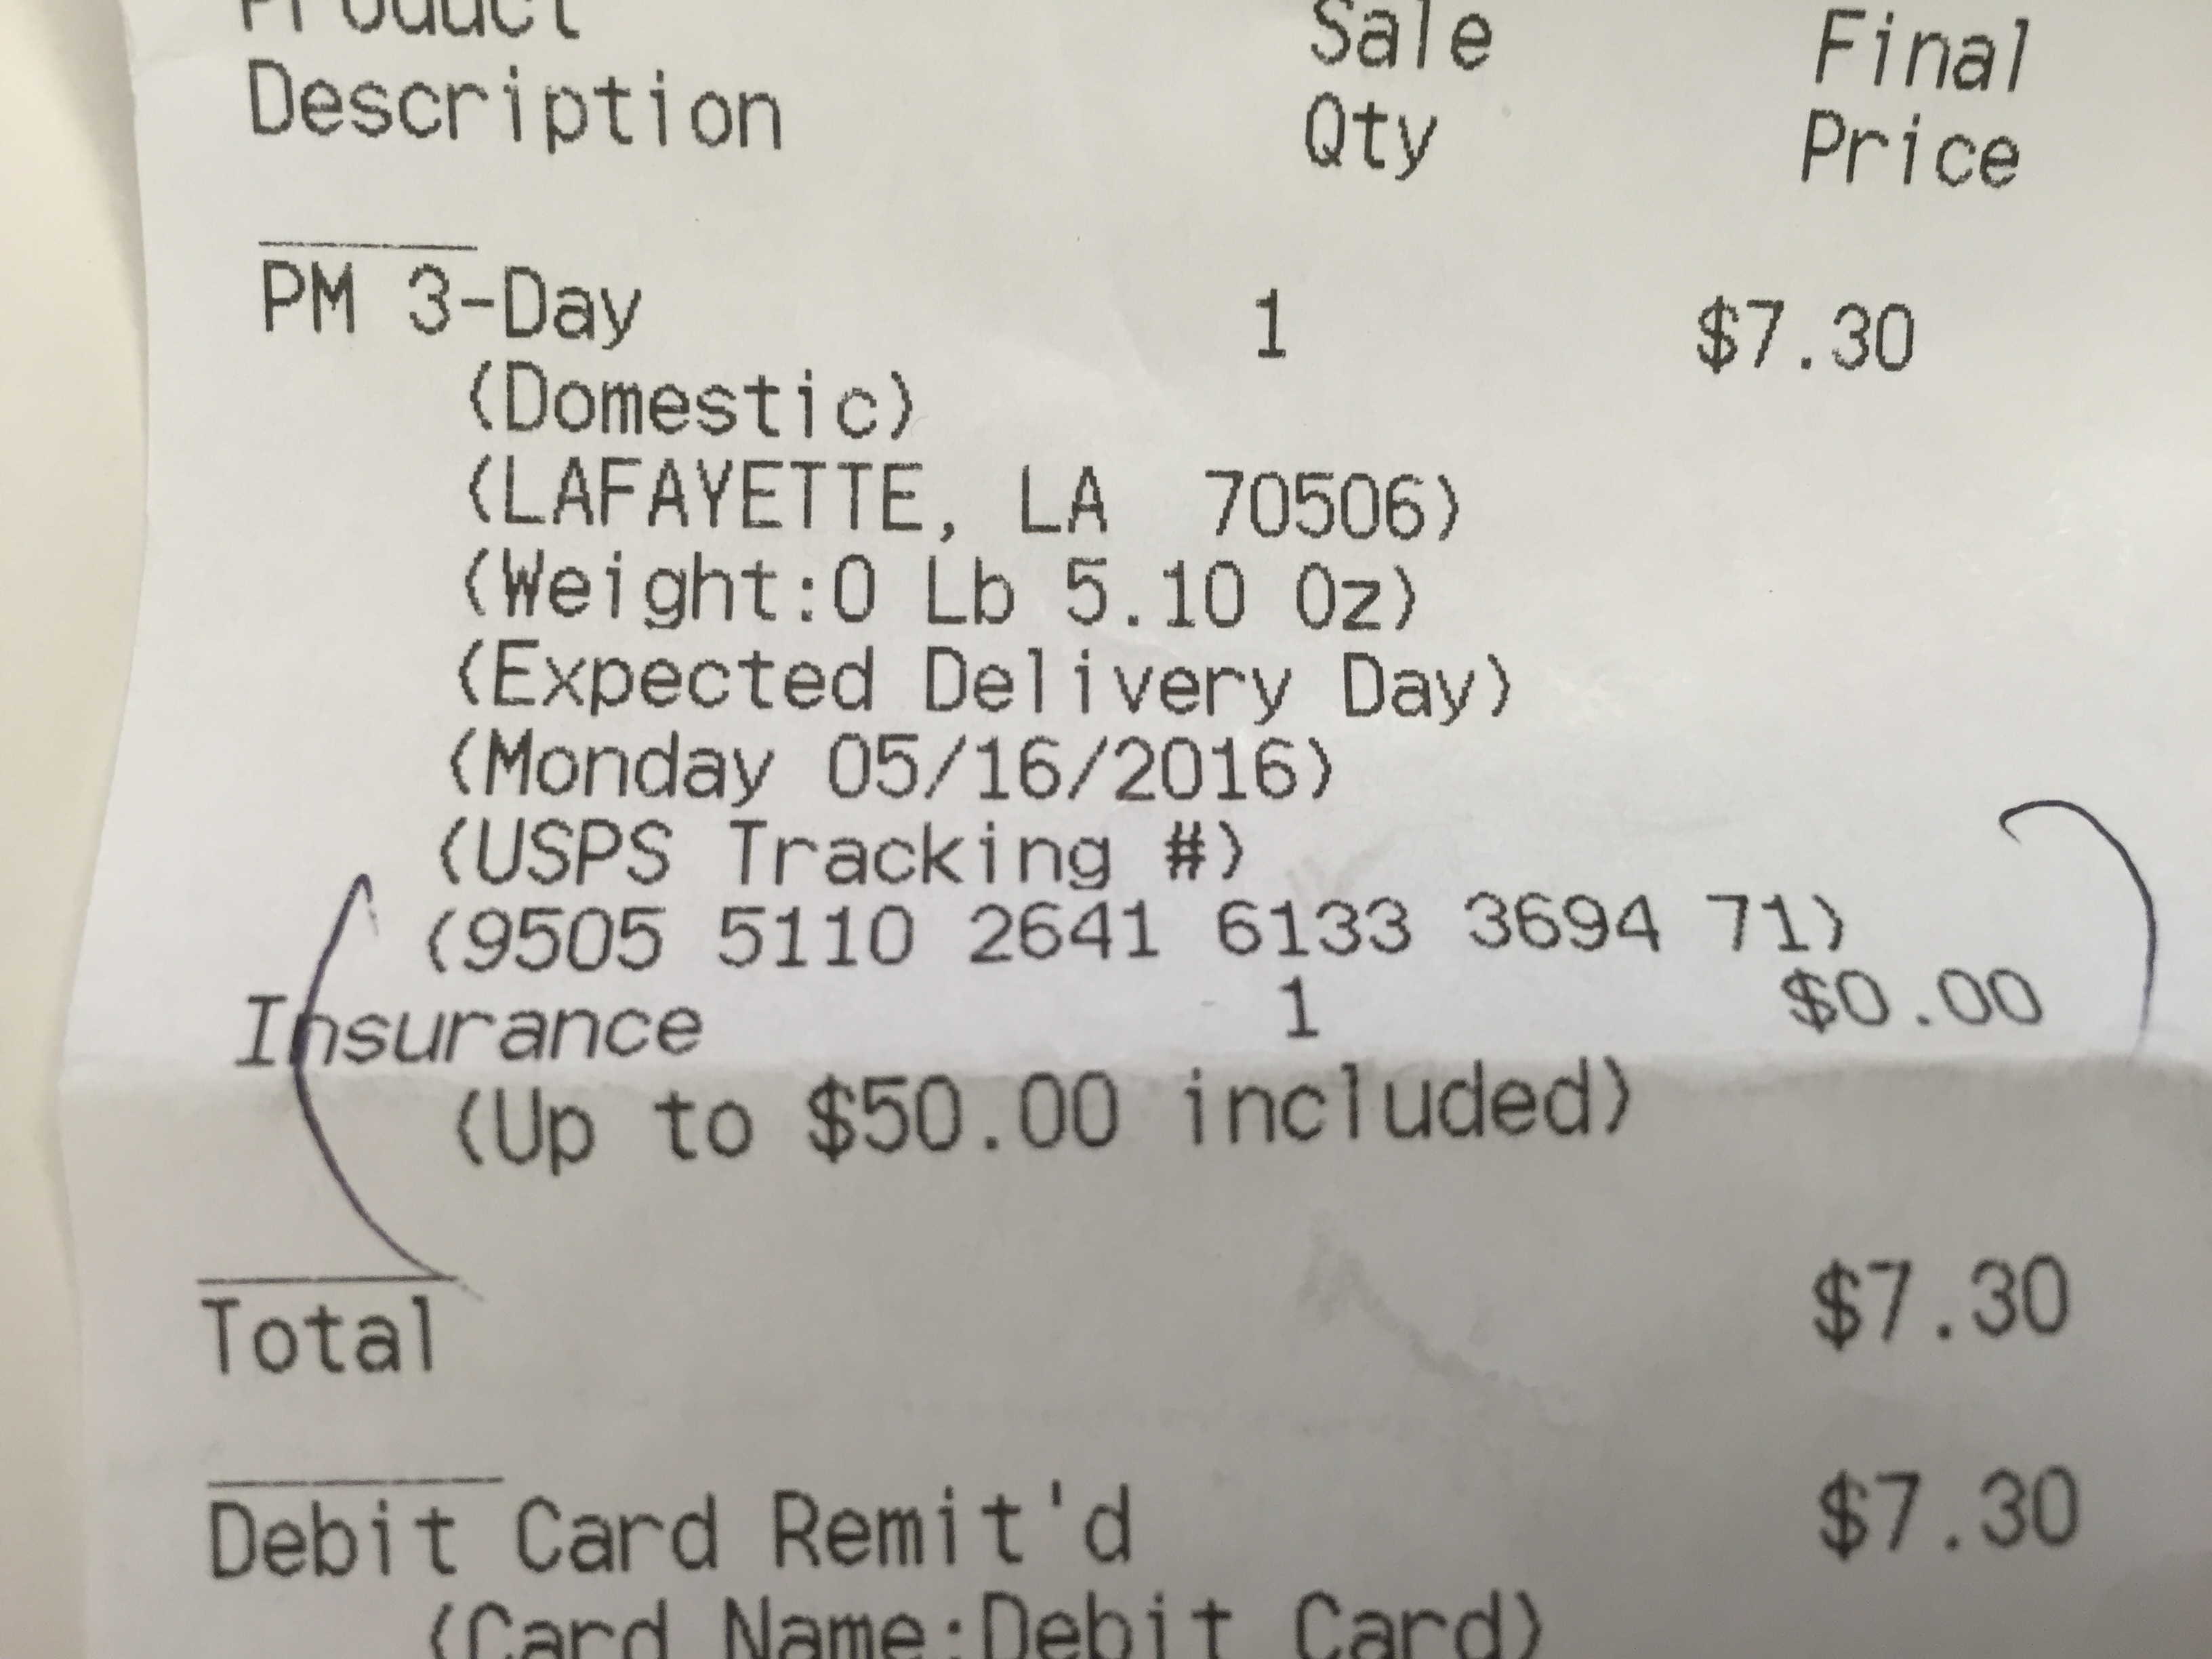 Product Sale Final
Description Qty Price
PM 3-Day 1 $7.30
(Domestic)
(LAFAYETTE, LA 70506)
(Weight:0 Lb 5.10 Oz)
(Expected Delivery Day)
(Monday 05/16/2016)
(USPS Tracking #)
(9505 5110 2641 6133 3694 71)
Insurance 1 $0.00
(Up to $50.00 included)
Total $7.30
Debit Card Remit'd $7.30
(Card Name:Debit Card)